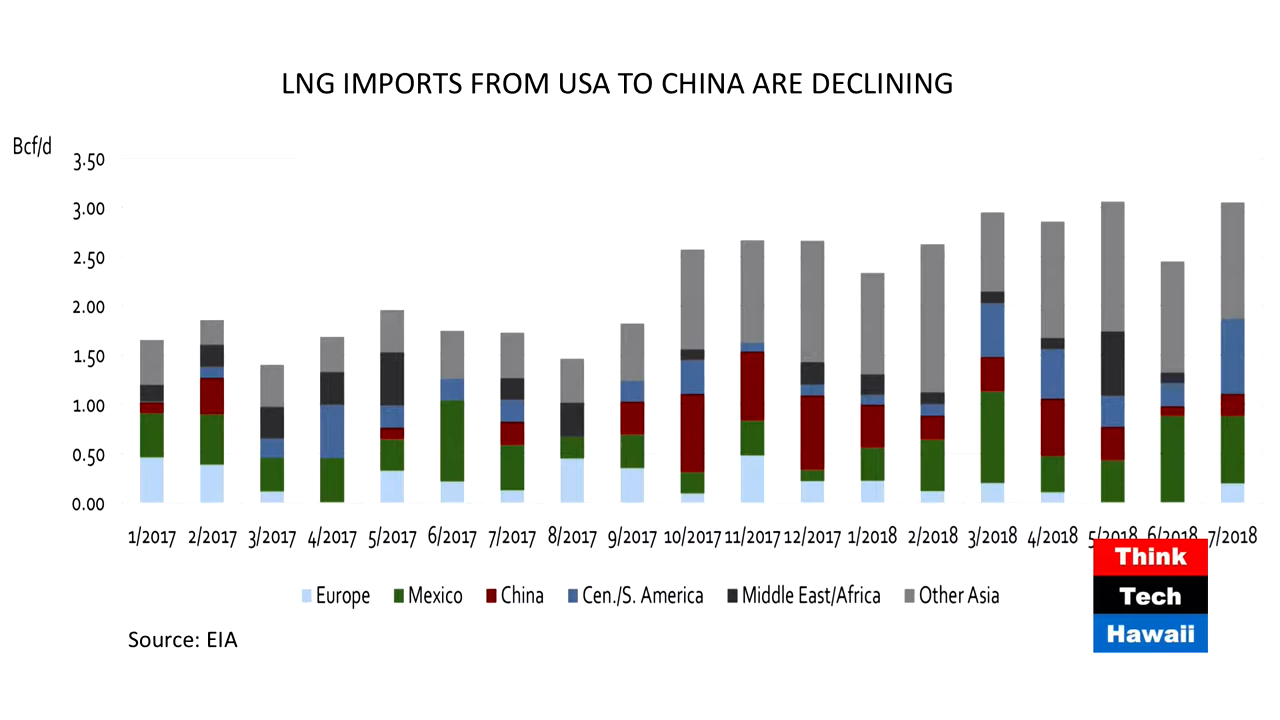 LNG IMPORTS FROM USA TO CHINA ARE DECLINING
Bcf/d
3.50
3.00
2.50
2.00
1.50
1.00
0.50
0.00
1/2017 2/2017 3/2017 4/2017 5/2017 6/2017 7/2017 8/2017 9/2017 10/2017 11/2017 12/2017 1/2018 2/2018 3/2018 4/2018 5/2018 6/2018 7/2018
Europe Mexico China Cen./S. America Middle East/Africa Other Asia
Source: EIA
Think
Tech
Hawaii